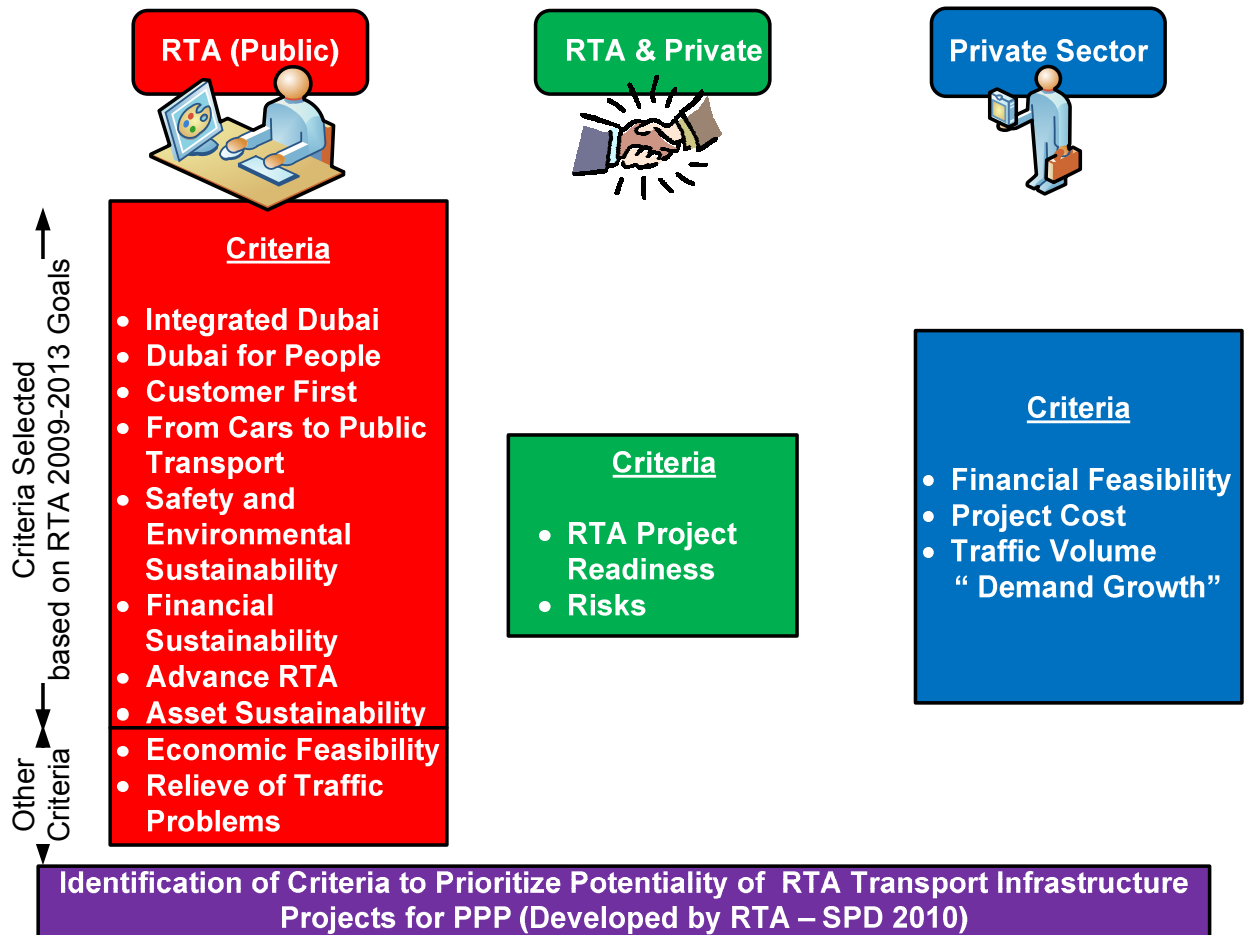 RTA (Public)
RTA & Private
Private Sector
Criteria Selected
based on RTA 2009-2013 Goals
Other
Criteria
Criteria
• Integrated Dubai
• Dubai for People
• Customer First
• From Cars to Public
Transport
• Safety and
Environmental
Sustainability
• Financial
Sustainability
• Advance RTA
• Asset Sustainability
• Economic Feasibility
• Relieve of Traffic
Problems
Criteria
• RTA Project
Readiness
• Risks
Criteria
• Financial Feasibility
• Project Cost
• Traffic Volume
“ Demand Growth”
Identification of Criteria to Prioritize Potentiality of RTA Transport Infrastructure
Projects for PPP (Developed by RTA – SPD 2010)